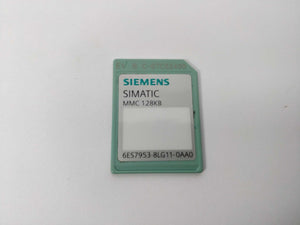 SIEMENS
SIMATIC
MMC 128KB
6ES7953-8LG11-0AA0